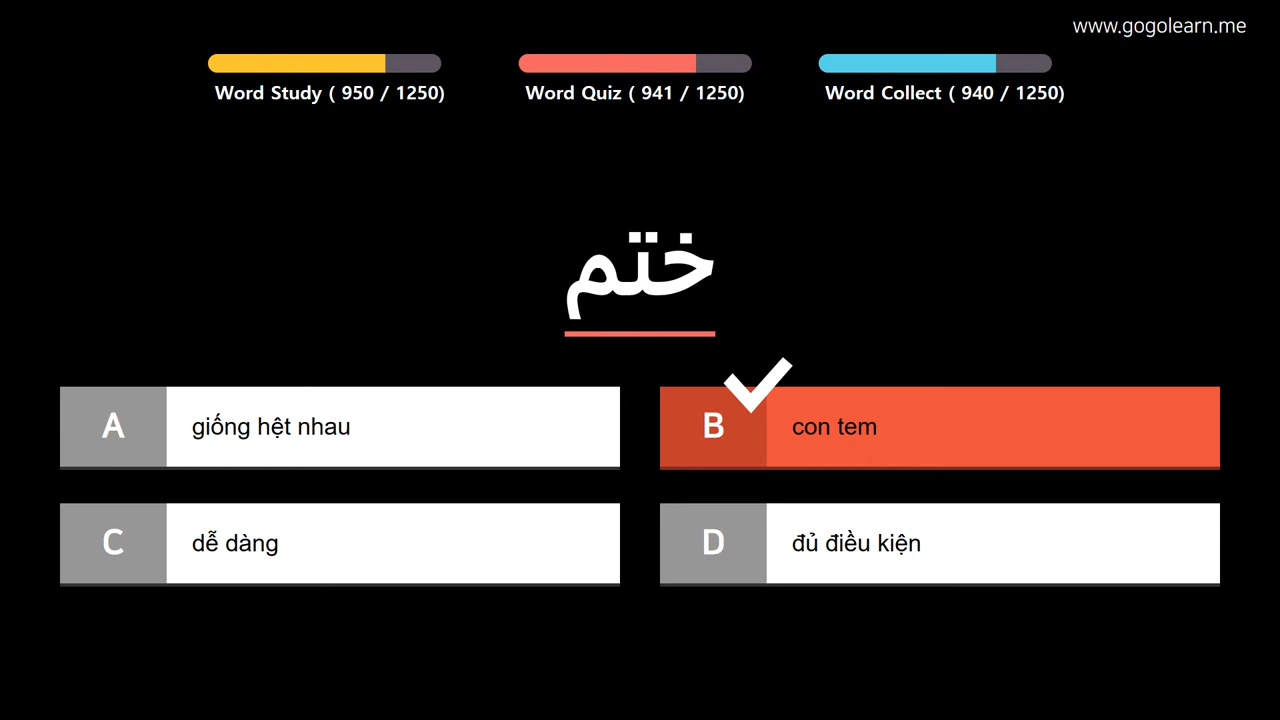 www.gogolearn.me
Word Study ( 950 / 1250)
Word Quiz ( 941 / 1250)
Word Collect ( 940 / 1250)
ختم
A giống hệt nhau
B con tem
C dễ dàng
D đủ điều kiện